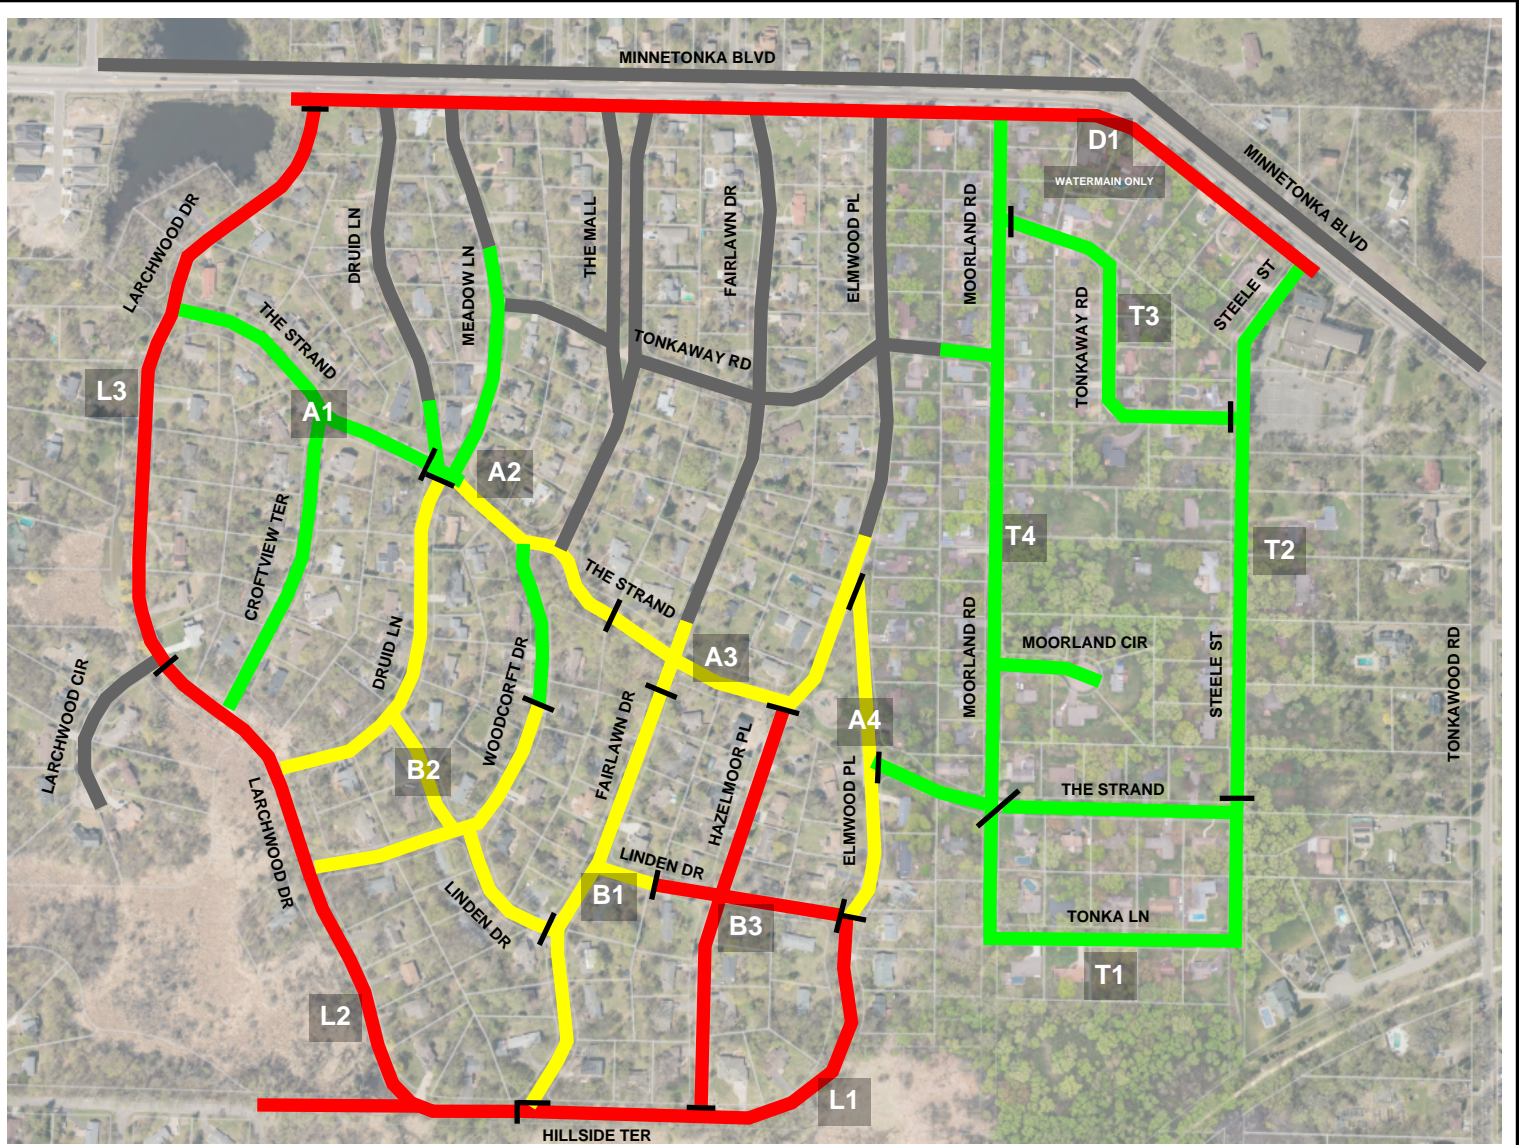 MINNETONKA BLVD
D1
WATERMAIN ONLY
MINNETONKA BLVD
LARCHWOOD DR
DRUID LN
MEADOW LN
THE MALL
FAIRLAWN DR
ELMWOOD PL
MOORLAND RD
STEELE ST
THE STRAND
TONKAWAY RD
TONKAWAY RD
T3
L3
A1
A2
CROFTVIEW TER
THE STRAND
T4
T2
DRUID LN
WOODCORFT DR
A3
MOORLAND RD
MOORLAND CIR
STEELE ST
TONKAWOOD RD
LARCHWOOD CIR
FAIRLAWN DR
HAZELMOOR PL
A4
B2
LARCHWOOD DR
ELMWOOD PL
THE STRAND
LINDEN DR
B1
LINDEN DR
B3
TONKA LN
T1
L2
L1
HILLSIDE TER